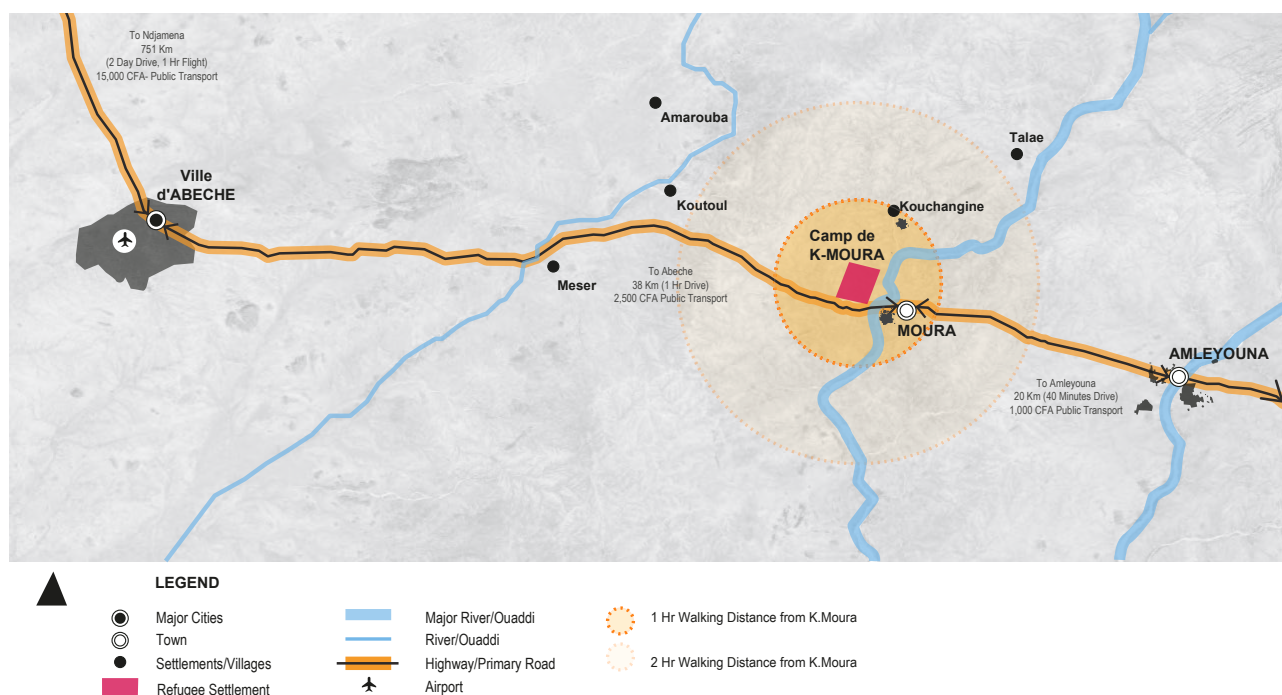 To Ndjamena
751 Km
(2 Day Drive, 1 Hr Flight)
15,000 CFA- Public Transport
Ville
d'ABECHE
Amarouba
Koutoul
Meser
Talae
Kouchangine
Camp de
K-MOURA
MOURA
To Abeche
38 Km (1 Hr Drive)
2,500 CFA Public Transport
AMLEYOUNA
To Amleyouna
20 Km (40 Minutes Drive)
1,000 CFA Public Transport
LEGEND
Major Cities
Town
Settlements/Villages
Refugee Settlement
Major River/Ouaddi
River/Ouaddi
Highway/Primary Road
Airport
1 Hr Walking Distance from K.Moura
2 Hr Walking Distance from K.Moura